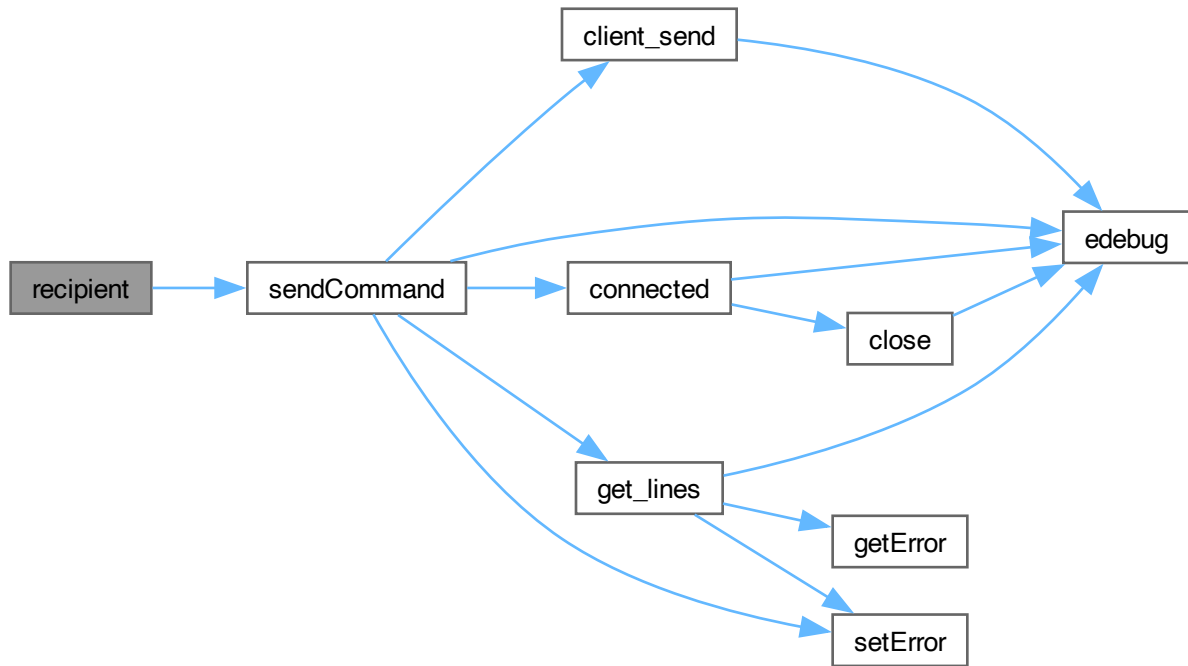 client_send
edebug
recipient
sendCommand
connected
close
get_lines
getError
setError